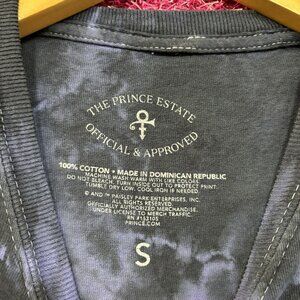 THE PRINCE ESTATE
OFFICIAL & APPROVED
100% COTTON • MADE IN DOMINICAN REPUBLIC
MACHINE WASH WARM WITH LIKE COLORS
DO NOT BLEACH. TURN INSIDE OUT TO PROTECT PRINT.
TUMBLE DRY LOW. COOL IRON IF NEEDED.
© AND ™ PAISLEY PARK ENTERPRISES, INC.
ALL RIGHTS RESERVED.
OFFICIALLY AUTHORIZED MERCHANDISE
UNDER LICENSE TO MERCH TRAFFIC.
RN #153105
PRINCE.COM
S